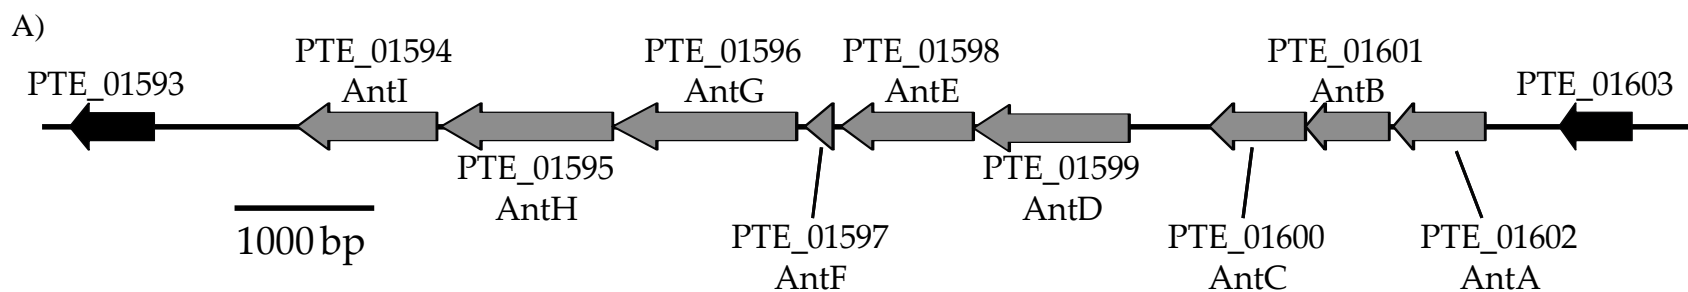 A)
PTE_01593
PTE_01594
AntI
PTE_01596
AntG
PTE_01598
AntE
PTE_01601
AntB
PTE_01603
PTE_01595
AntH
PTE_01599
AntD
1000 bp
PTE_01597
AntF
PTE_01600
AntC
PTE_01602
AntA